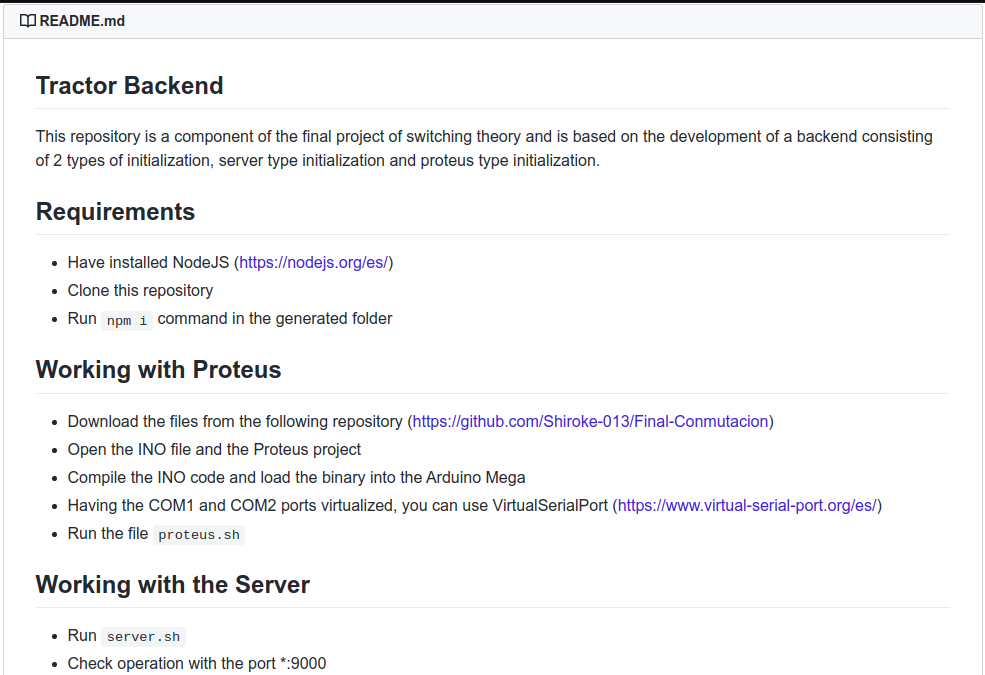 README.md
Tractor Backend
This repository is a component of the final project of switching theory and is based on the development of a backend consisting
of 2 types of initialization, server type initialization and proteus type initialization.
Requirements
Have installed NodeJS (https://nodejs.org/es/)
Clone this repository
Run npm i command in the generated folder
Working with Proteus
Download the files from the following repository (https://github.com/Shiroke-013/Final-Conmutacion)
Open the INO file and the Proteus project
Compile the INO code and load the binary into the Arduino Mega
Having the COM1 and COM2 ports virtualized, you can use VirtualSerialPort (https://www.virtual-serial-port.org/es/)
Run the file proteus.sh
Working with the Server
Run server.sh
Check operation with the port *:9000